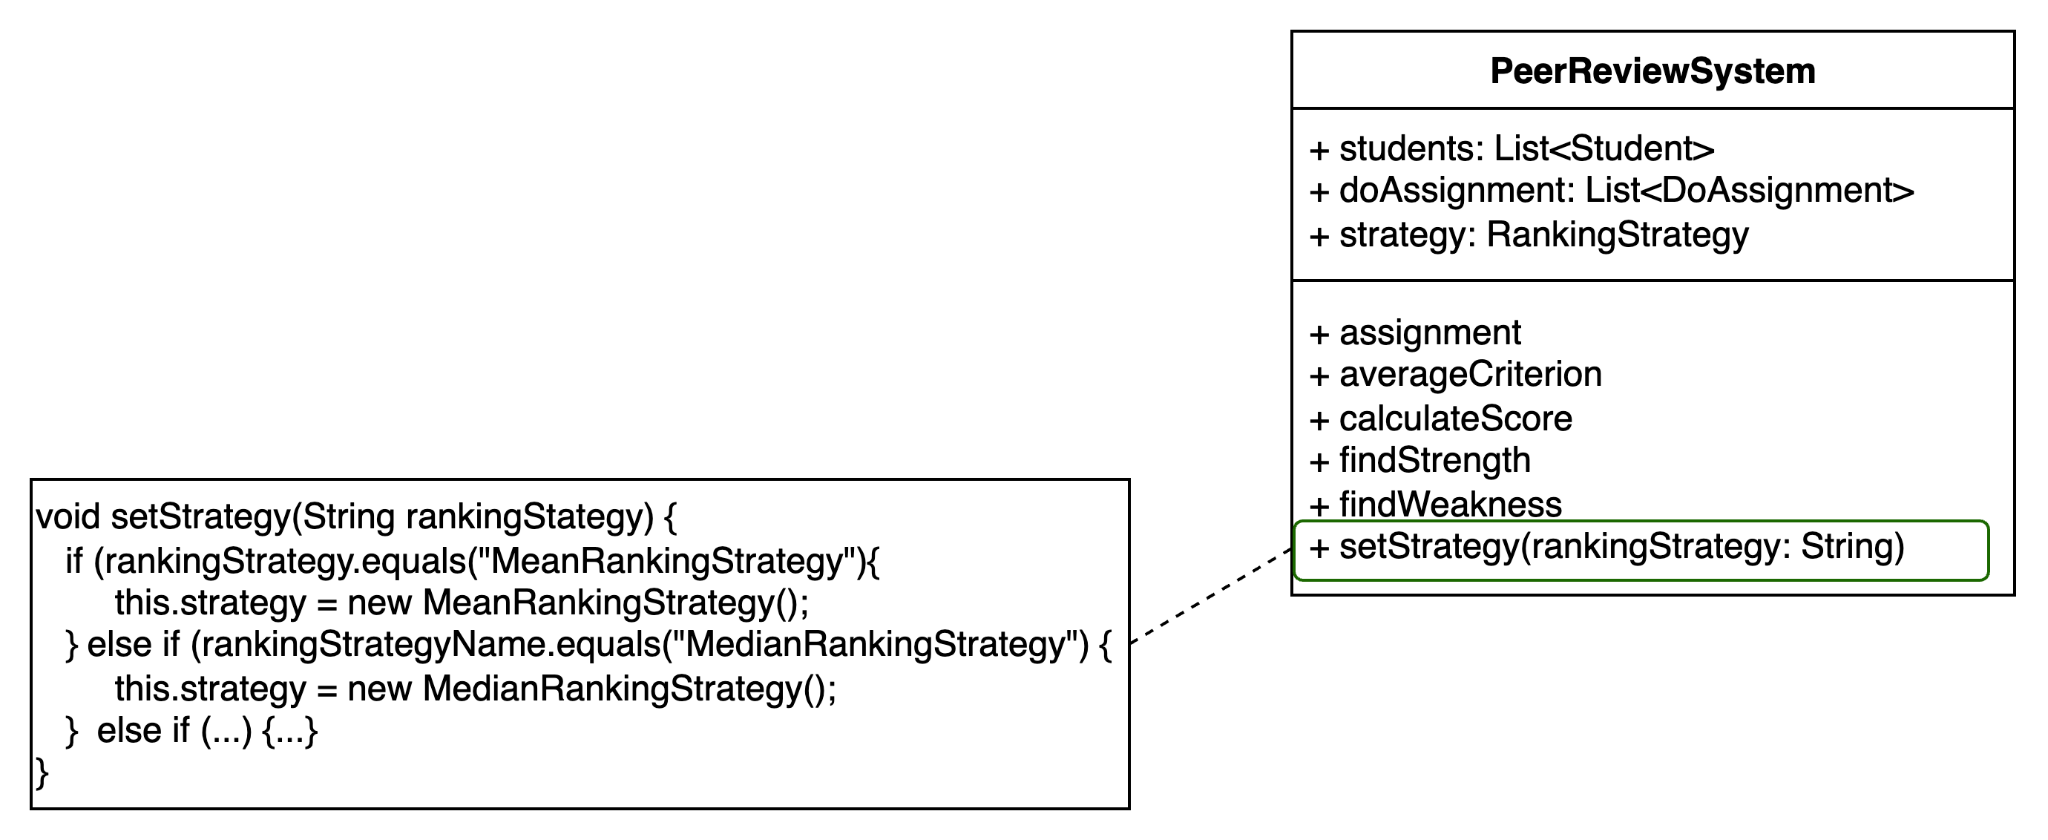 PeerReviewSystem
+ students: List<Student>
+ doAssignment: List<DoAssignment>
+ strategy: RankingStrategy
+ assignment
+ averageCriterion
+ calculateScore
+ findStrength
+ findWeakness
+ setStrategy(rankingStrategy: String)
void setStrategy(String rankingStategy) {
if (rankingStrategy.equals("MeanRankingStrategy"){
this.strategy = new MeanRankingStrategy();
} else if (rankingStrategyName.equals("MedianRankingStrategy") {
this.strategy = new MedianRankingStrategy();
} else if (...) {...}
}